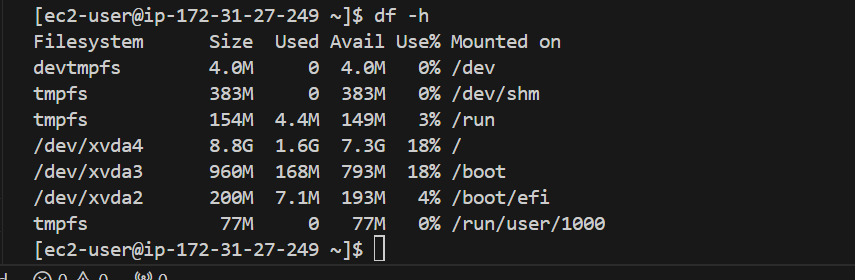 [ec2-user@ip-172-31-27-249 ~]$ df -h
Filesystem      Size  Used Avail Use% Mounted on
devtmpfs        4.0M     0  4.0M   0% /dev
tmpfs           383M     0  383M   0% /dev/shm
tmpfs           154M  4.4M  149M   3% /run
/dev/xvda4      8.8G  1.6G  7.3G  18% /
/dev/xvda3      960M  168M  793M  18% /boot
/dev/xvda2      200M  7.1M  193M   4% /boot/efi
tmpfs            77M     0   77M   0% /run/user/1000
[ec2-user@ip-172-31-27-249 ~]$